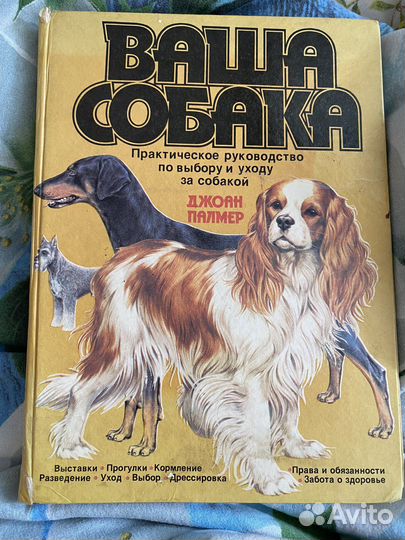 ВАША
СОБАКА
Практическое руководство
по выбору и уходу
за собакой
ДЖОАН
ПАЛМЕР
Выставки • Прогулки • Кормление
Разведение • Уход • Выбор • Дрессировка
• Права и обязанности
• Забота о здоровье
Avito